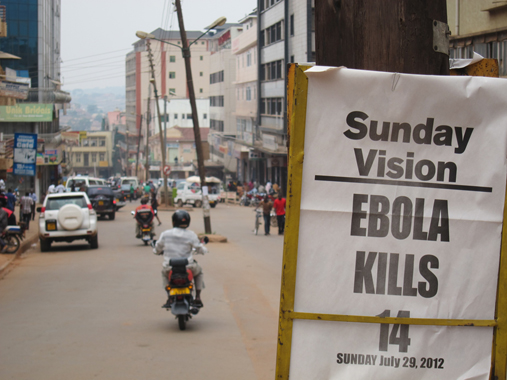 Sunday
Vision
EBOLA
KILLS
14
SUNDAY July 29, 2012